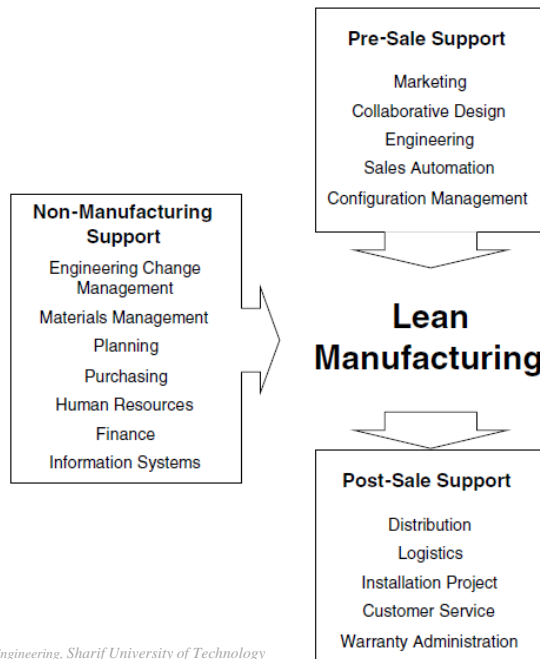 Pre-Sale Support
Marketing
Collaborative Design
Engineering
Sales Automation
Configuration Management
Non-Manufacturing
Support
Engineering Change
Management
Materials Management
Planning
Purchasing
Human Resources
Finance
Information Systems
Lean
Manufacturing
Post-Sale Support
Distribution
Logistics
Installation Project
Customer Service
Warranty Administration
Engineering, Sharif University of Technology